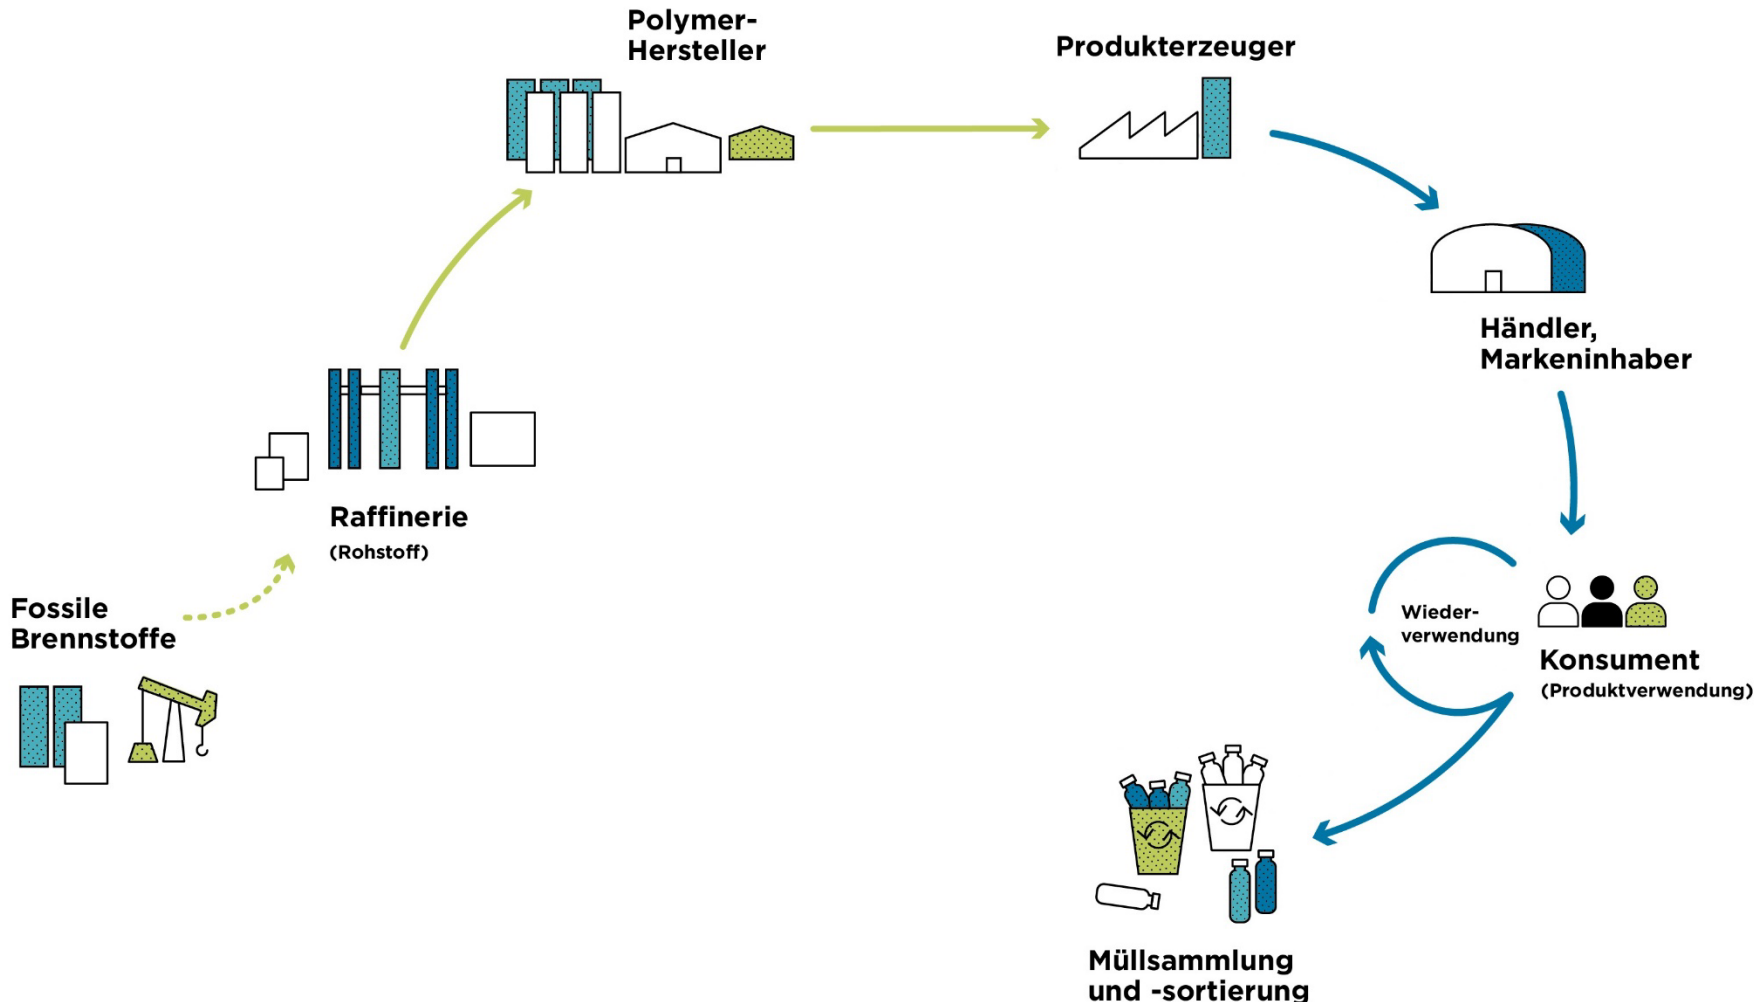 Polymer-
Hersteller
Produkterzeuger
Händler,
Markeninhaber
Raffinerie
(Rohstoff)
Fossile
Brennstoffe
Wieder-
verwendung
Konsument
(Produktverwendung)
Müllsammlung
und -sortierung